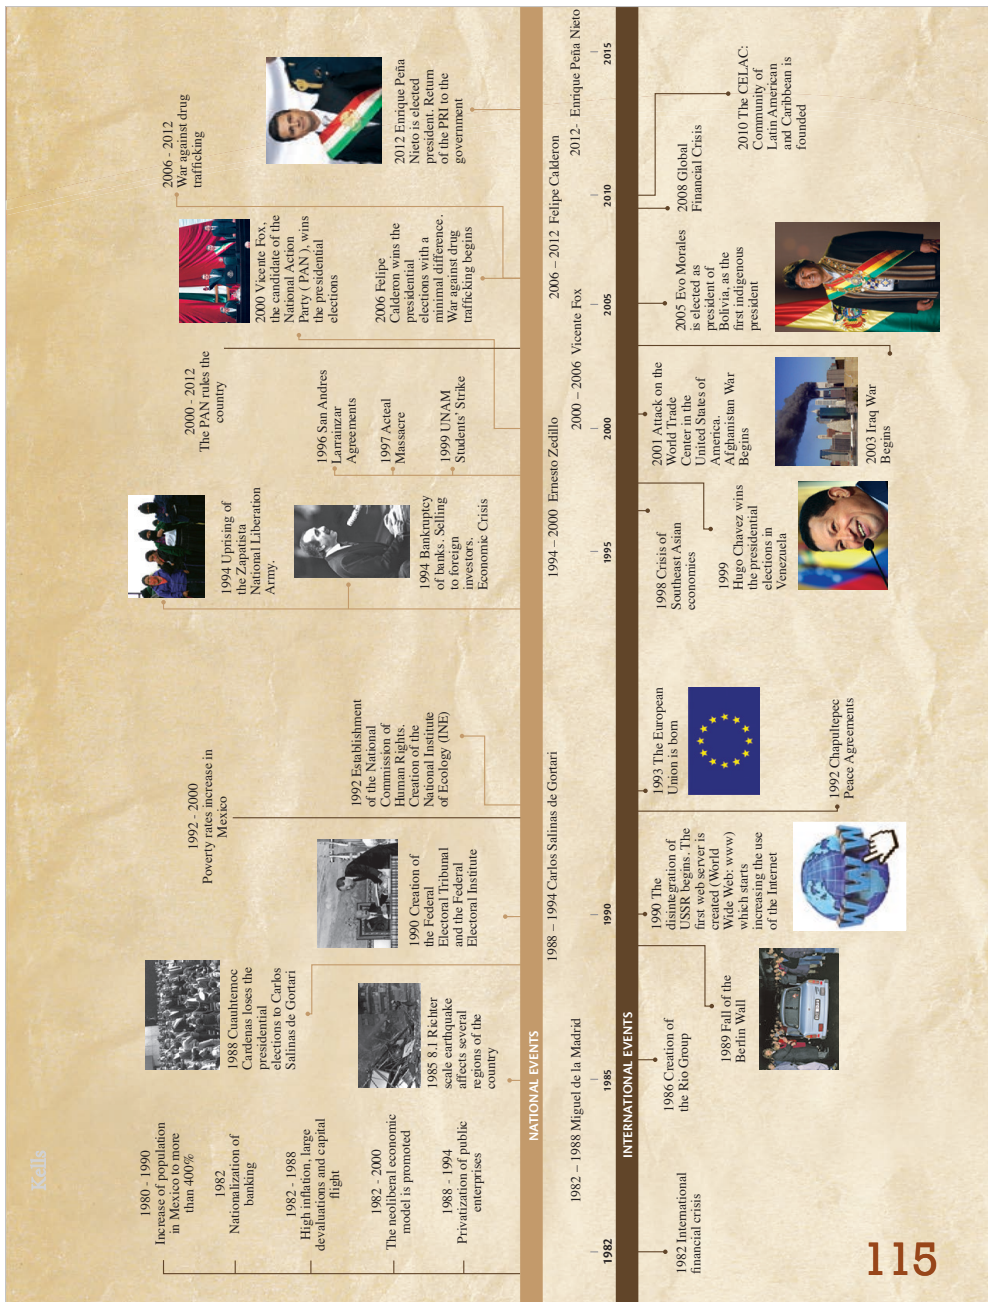 Kells
1980 - 1990
Increase of population
in Mexico to more
than 400%
1982
Nationalization of
banking
1982 - 1988
High inflation, large
devaluations and capital
flight
1982 - 2000
The neoliberal economic
model is promoted
1988 - 1994
Privatization of public
enterprises
1988 Cuauhtemoc
Cardenas loses the
presidential
elections to Carlos
Salinas de Gortari
1985 8.1 Richter
scale earthquake
affects several
regions of the
country
1990 Creation of
the Federal
Electoral Tribunal
and the Federal
Electoral Institute
1992 - 2000
Poverty rates increase in
Mexico
1992 Establishment
of the National
Commission of
Human Rights.
Creation of the
National Institute
of Ecology (INE)
1994 Uprising of
the Zapatista
National Liberation
Army.
1994 Bankruptcy
of banks. Selling
to foreign
investors.
Economic Crisis
1996 San Andres
Larrainzar
Agreements
1997 Acteal
Massacre
1999 UNAM
Students’ Strike
2000 - 2012
The PAN rules the
country
2000 Vicente Fox,
the candidate of the
National Action
Party ( PAN ), wins
the presidential
elections
2006 Felipe
Calderon wins the
presidential
elections with a
minimal difference .
War against drug
trafficking begins
2006 - 2012
War against drug
trafficking
2012 Enrique Peña
Nieto is elected
president. Return
of the PRI to the
government
NATIONAL EVENTS
1982 – 1988 Miguel de la Madrid
1988 – 1994 Carlos Salinas de Gortari
1994 – 2000 Ernesto Zedillo
2000 – 2006 Vicente Fox
2006 – 2012 Felipe Calderon
2012- Enrique Peña Nieto
1982
1985
1990
1995
2000
2005
2010
2015
INTERNATIONAL EVENTS
1982 International
financial crisis
1986 Creation of
the Rio Group
1989 Fall of the
Berlin Wall
1990 The
disintegration of
USSR begins. The
first web server is
created (World
Wide Web: www)
which starts
increasing the use
of the Internet
WWW
1993 The European
Union is born
1992 Chapultepec
Peace Agreements
1998 Crisis of
Southeast Asian
economies
1999
Hugo Chavez wins
the presidential
elections in
Venezuela
2001 Attack on the
World Trade
Center in the
United States of
America.
Afghanistan War
Begins
2003 Iraq War
Begins
2005 Evo Morales
is elected as
president of
Bolivia, as the
first indigenous
president
2008 Global
Financial Crisis
2010 The CELAC:
Community of
Latin American
and Caribbean is
founded
115